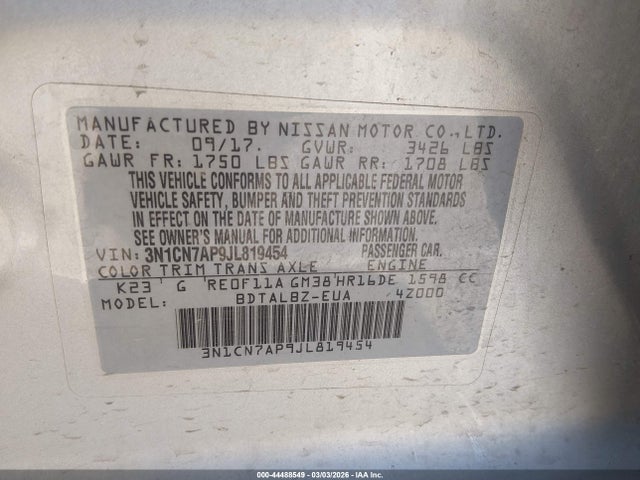 MANUFACTURED BY NISSAN MOTOR CO.,LTD.
DATE: 09/17. GVWR: 3426 LBS
GAWR FR: 1750 LBS GAWR RR: 1708 LBS
THIS VEHICLE CONFORMS TO ALL APPLICABLE FEDERAL MOTOR
VEHICLE SAFETY, BUMPER AND THEFT PREVENTION STANDARDS
IN EFFECT ON THE DATE OF MANUFACTURE SHOWN ABOVE.
SEE OWNER'S MANUAL FOR ADDITIONAL INFORMATION.
VIN: 3N1CN7AP9JL819454 PASSENGER CAR.
COLOR TRIM TRANS AXLE ENGINE
K23 G RE0F11A GM38 HR16DE 1598 CC
MODEL: BDTALBZ-EUA 4Z000
3N1CN7AP9JL819454
000-44488549 | 03/03/2026 | IAA Inc.